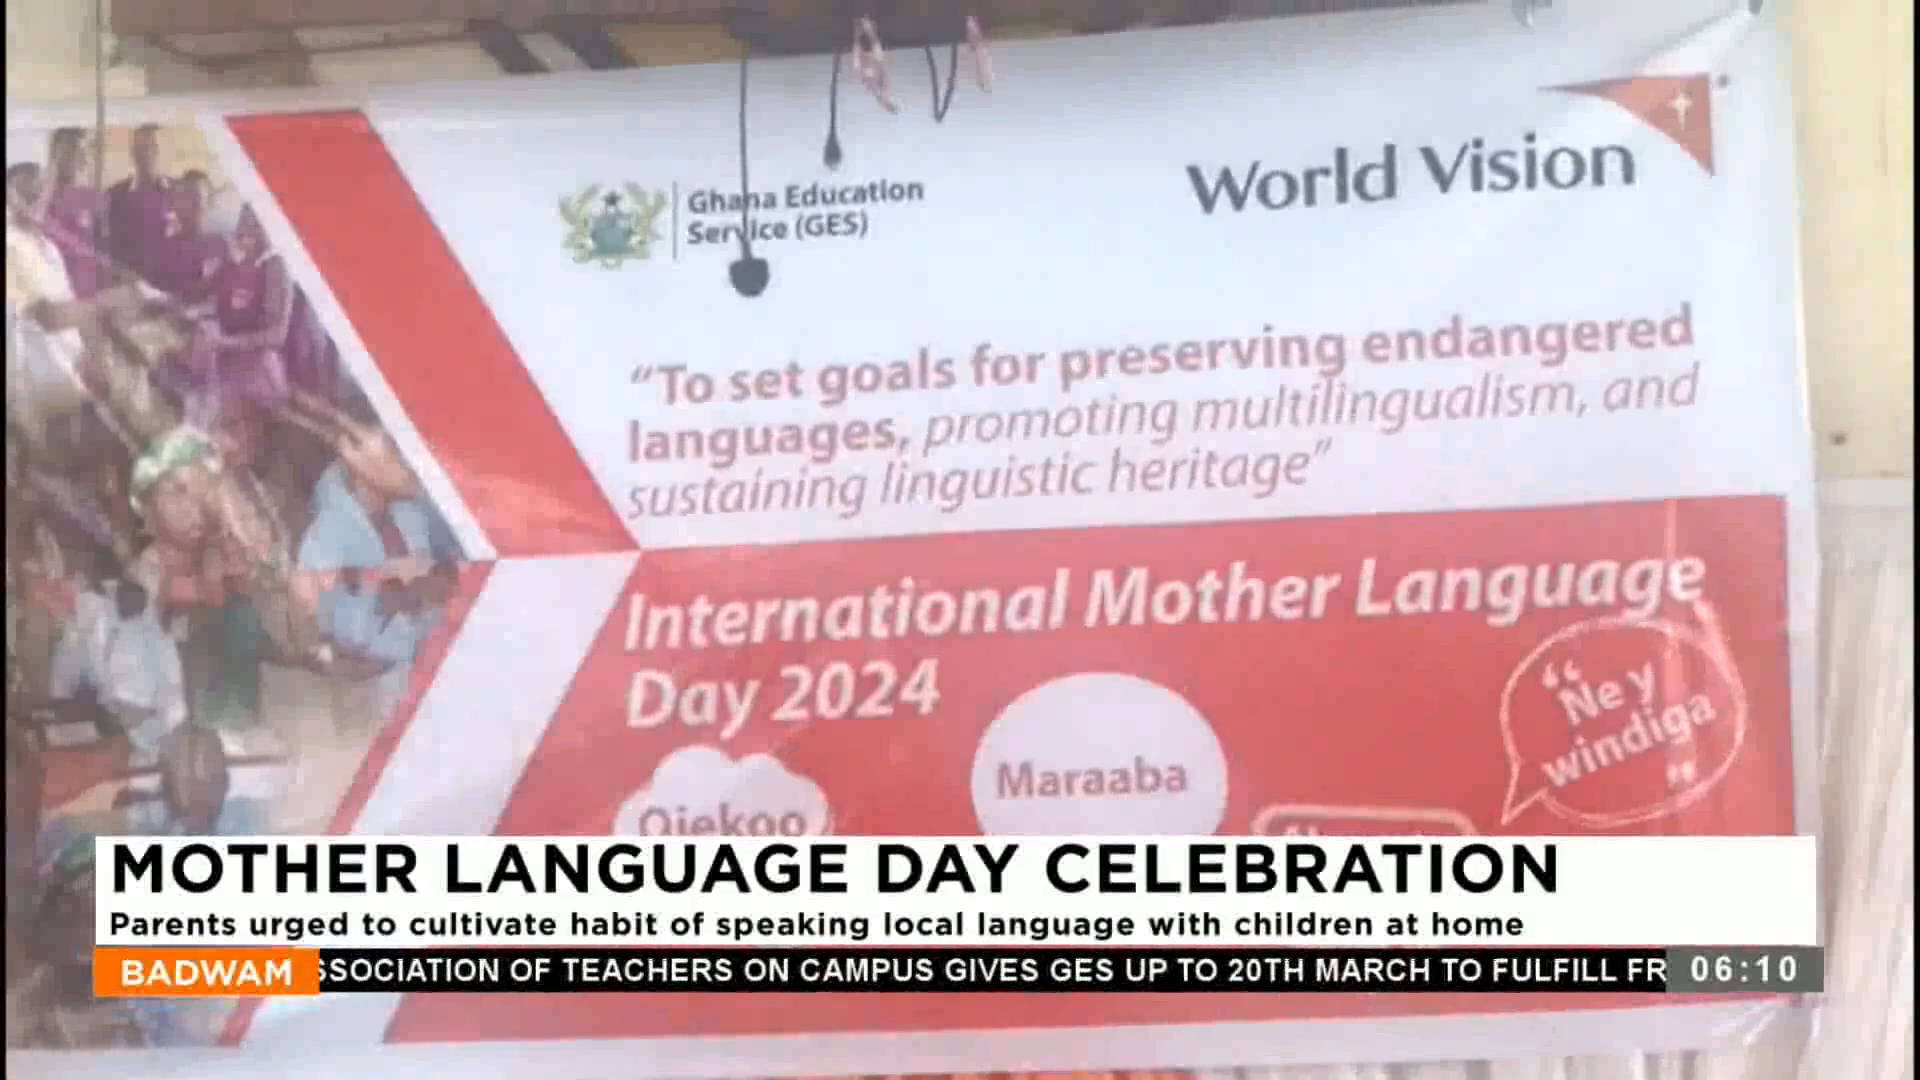 World Vision
Ghana Education
Service (GES)
“To set goals for preserving endangered
languages, promoting multilingualism, and
sustaining linguistic heritage”
International Mother Language
Day 2024
“Ne y
windiga”
Maraaba
Ojekoo
MOTHER LANGUAGE DAY CELEBRATION
Parents urged to cultivate habit of speaking local language with children at home
BADWAM
SSOCIATION OF TEACHERS ON CAMPUS GIVES GES UP TO 20TH MARCH TO FULFILL FR
06:10